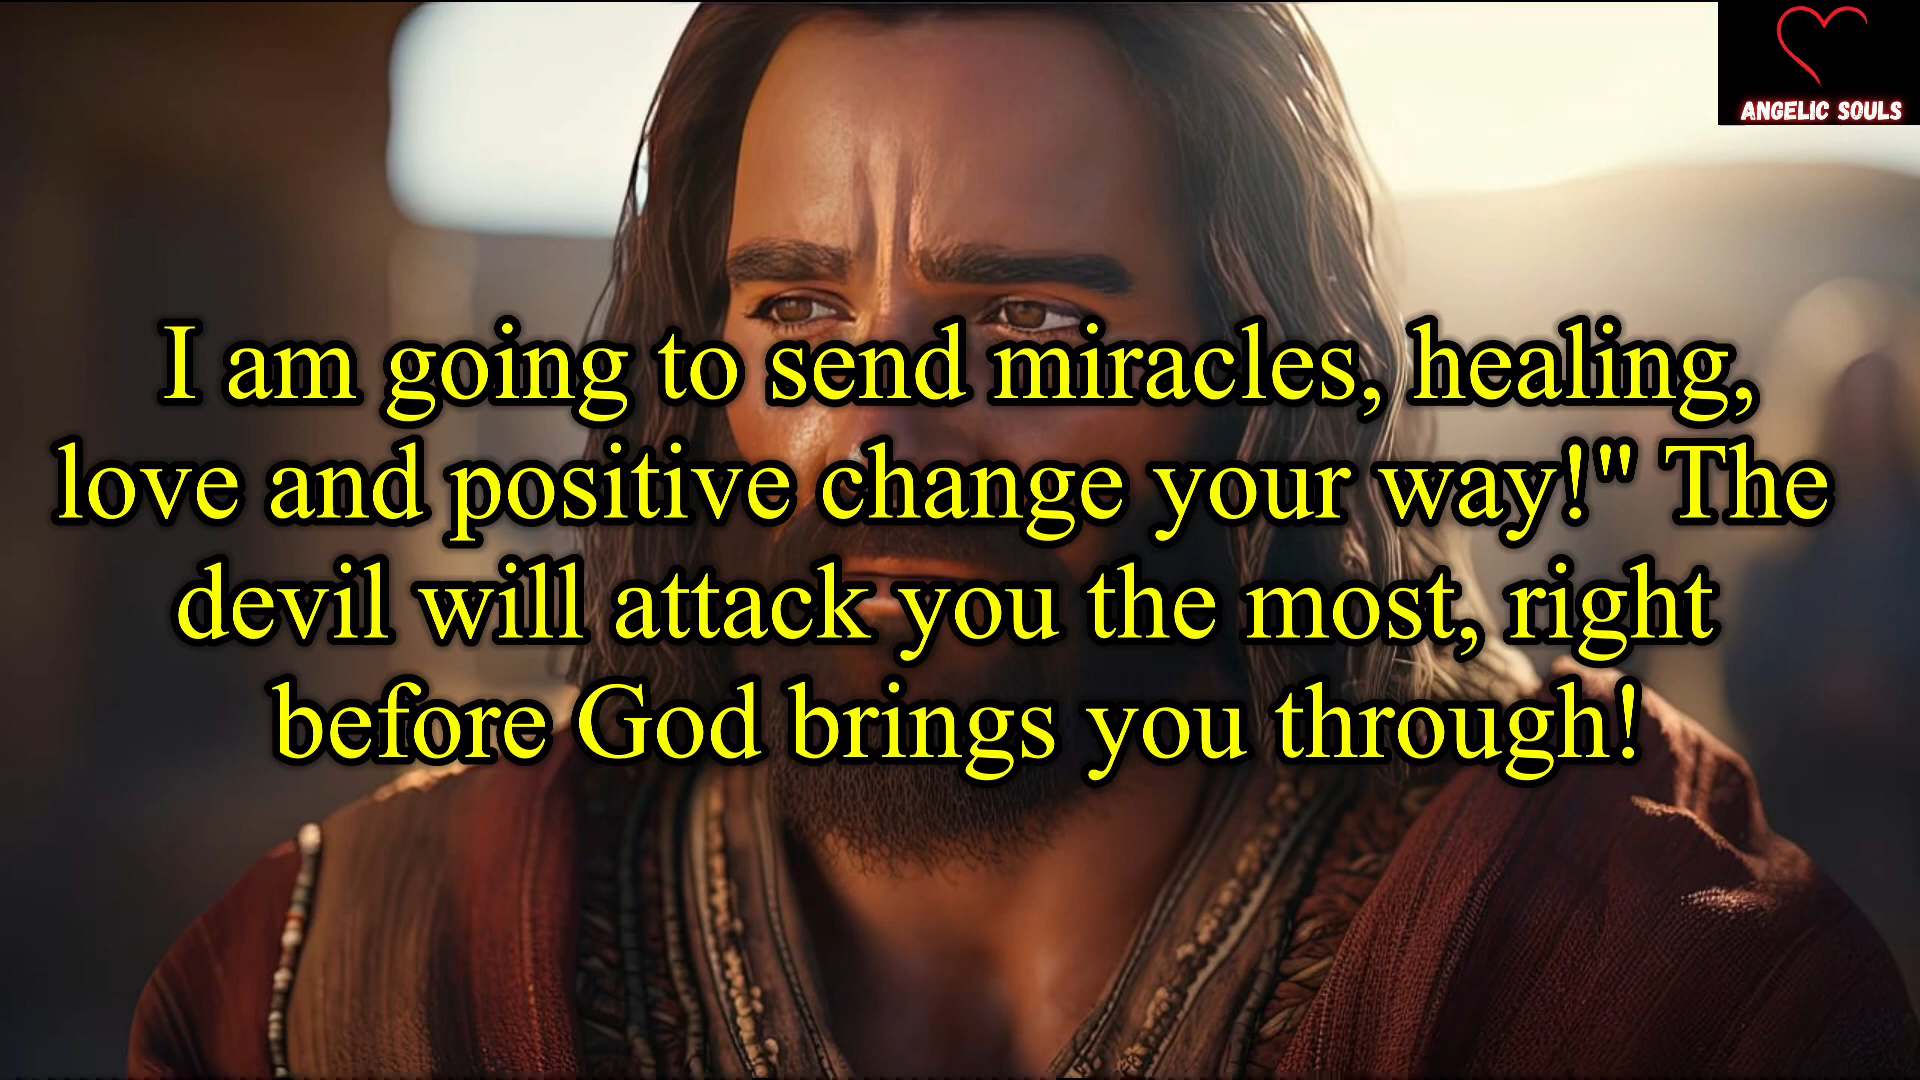 ANGELIC SOULS
I am going to send miracles, healing,
love and positive change your way!" The
devil will attack you the most, right
before God brings you through!